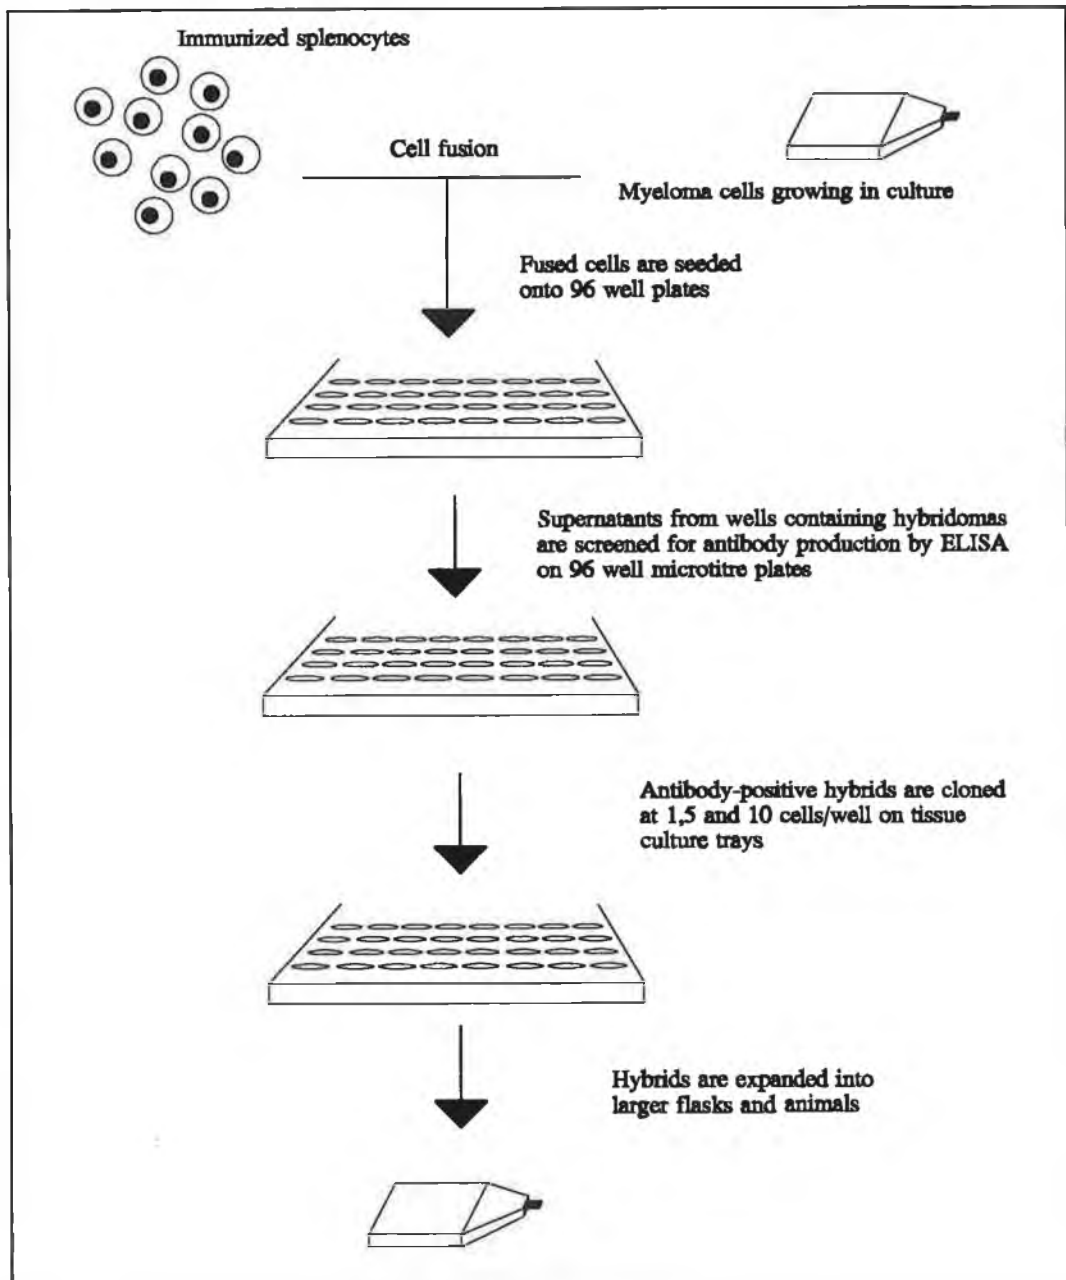 Immunized splenocytes
Cell fusion
Myeloma cells growing in culture
Fused cells are seeded
onto 96 well plates
Supernatants from wells containing hybridomas
are screened for antibody production by ELISA
on 96 well microtitre plates
Antibody-positive hybrids are cloned
at 1,5 and 10 cells/well on tissue
culture trays
Hybrids are expanded into
larger flasks and animals